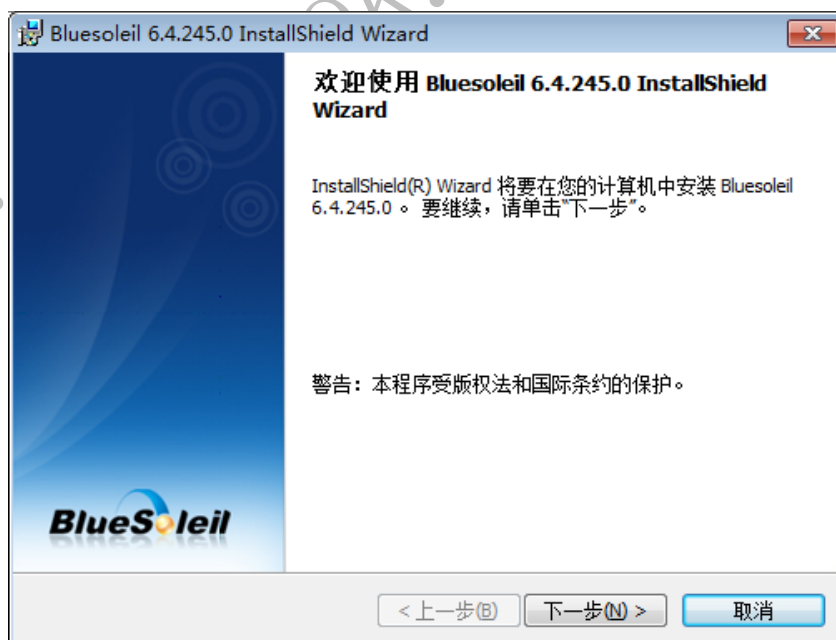 Bluesoleil 6.4.245.0 InstallShield Wizard
欢迎使用 Bluesoleil 6.4.245.0 InstallShield
Wizard
InstallShield(R) Wizard 将要在您的计算机中安装 Bluesoleil
6.4.245.0 。 要继续，请单击“下一步”。
警告：本程序受版权法和国际条约的保护。
BlueSoleil
<上一步(B) 下一步(N) > 取消